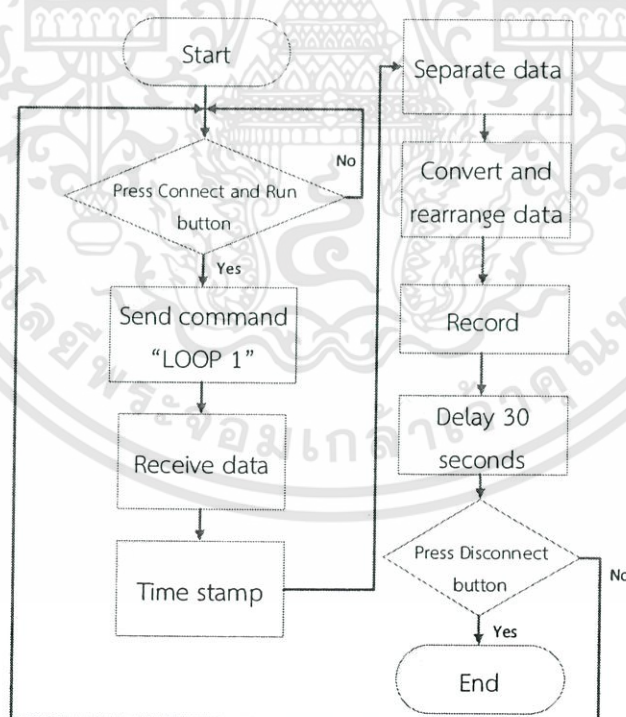 Start
Press Connect and Run
button
No
Yes
Send command
"LOOP 1"
Receive data
Time stamp
Separate data
Convert and
rearrange data
Record
Delay 30
seconds
Press Disconnect
button
No
Yes
End